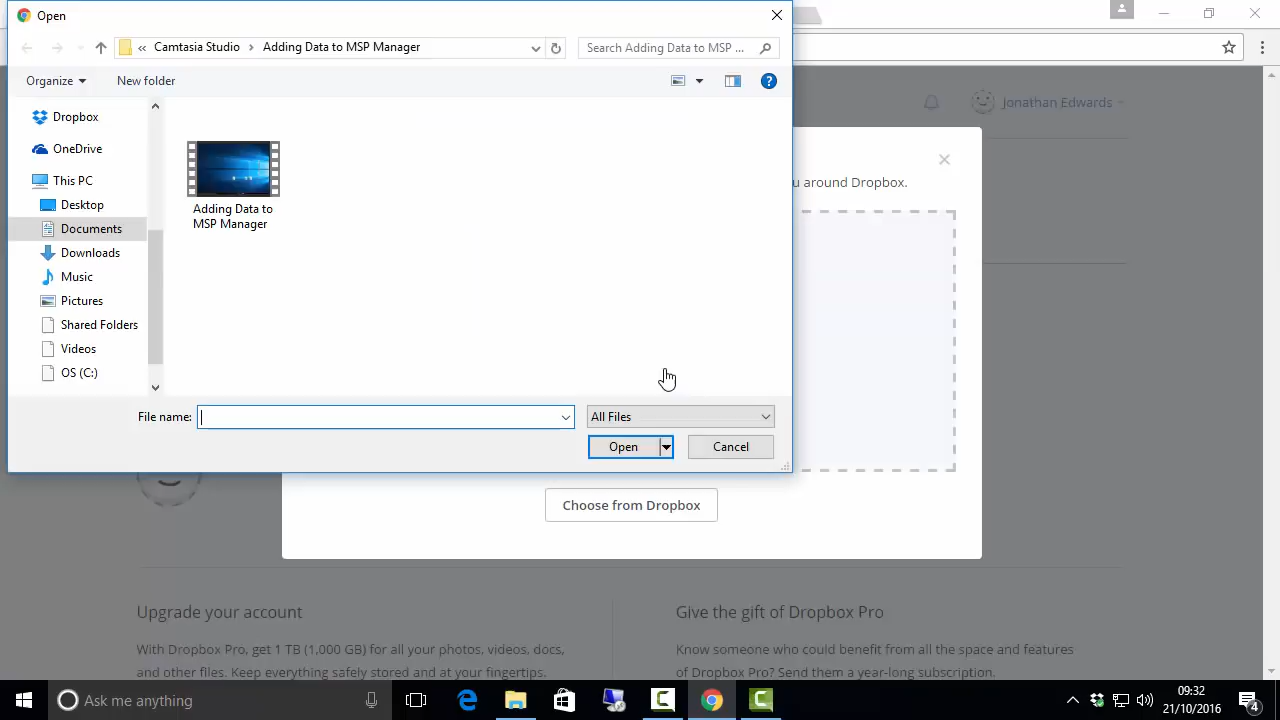 Open
« Camtasia Studio › Adding Data to MSP Manager
Search Adding Data to MSP ...
Organize
New folder
Jonathan Edwards
Dropbox
OneDrive
This PC
Desktop
Documents
Downloads
Music
Pictures
Shared Folders
Videos
OS (C:)
Adding Data to
MSP Manager
u around Dropbox.
File name:
All Files
Open
Cancel
Choose from Dropbox
Upgrade your account
With Dropbox Pro, get 1 TB (1,000 GB) for all your photos, videos, docs,
and other files. Keep everything safely stored and at your fingertips.
Give the gift of Dropbox Pro
Know someone who could benefit from all the space and features
of Dropbox Pro? Send them a year-long subscription.
Ask me anything
09:32
21/10/2016
4